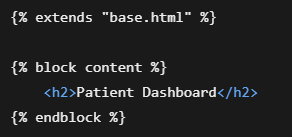 {% extends "base.html" %}

{% block content %}
    <h2>Patient Dashboard</h2>
{% endblock %}